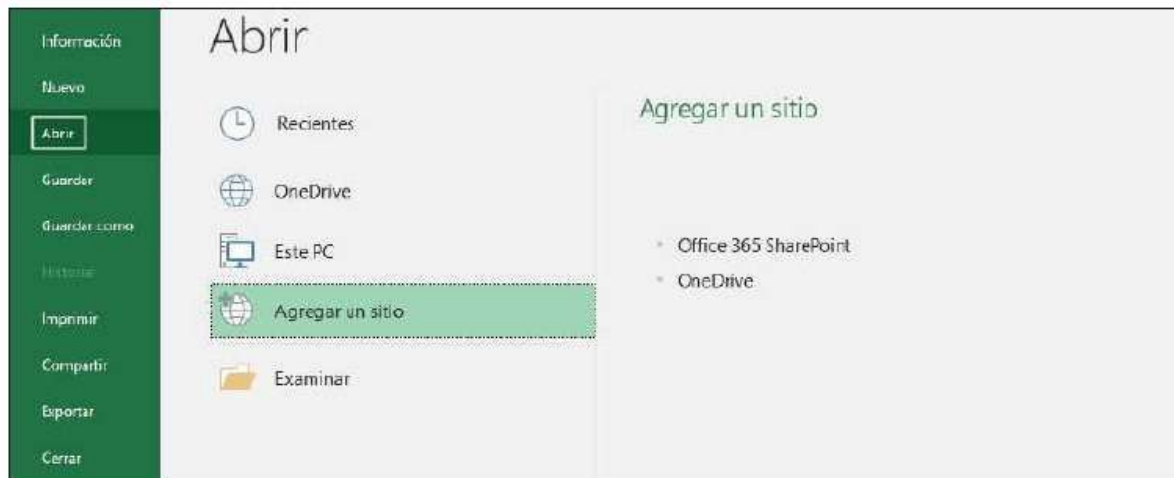 Información
Nuevo
Abrir
Guardar
Guardar como
Historial
Imprimir
Compartir
Exportar
Cerrar
Abrir
Recientes
OneDrive
Este PC
Agregar un sitio
Examinar
Agregar un sitio
Office 365 SharePoint
OneDrive